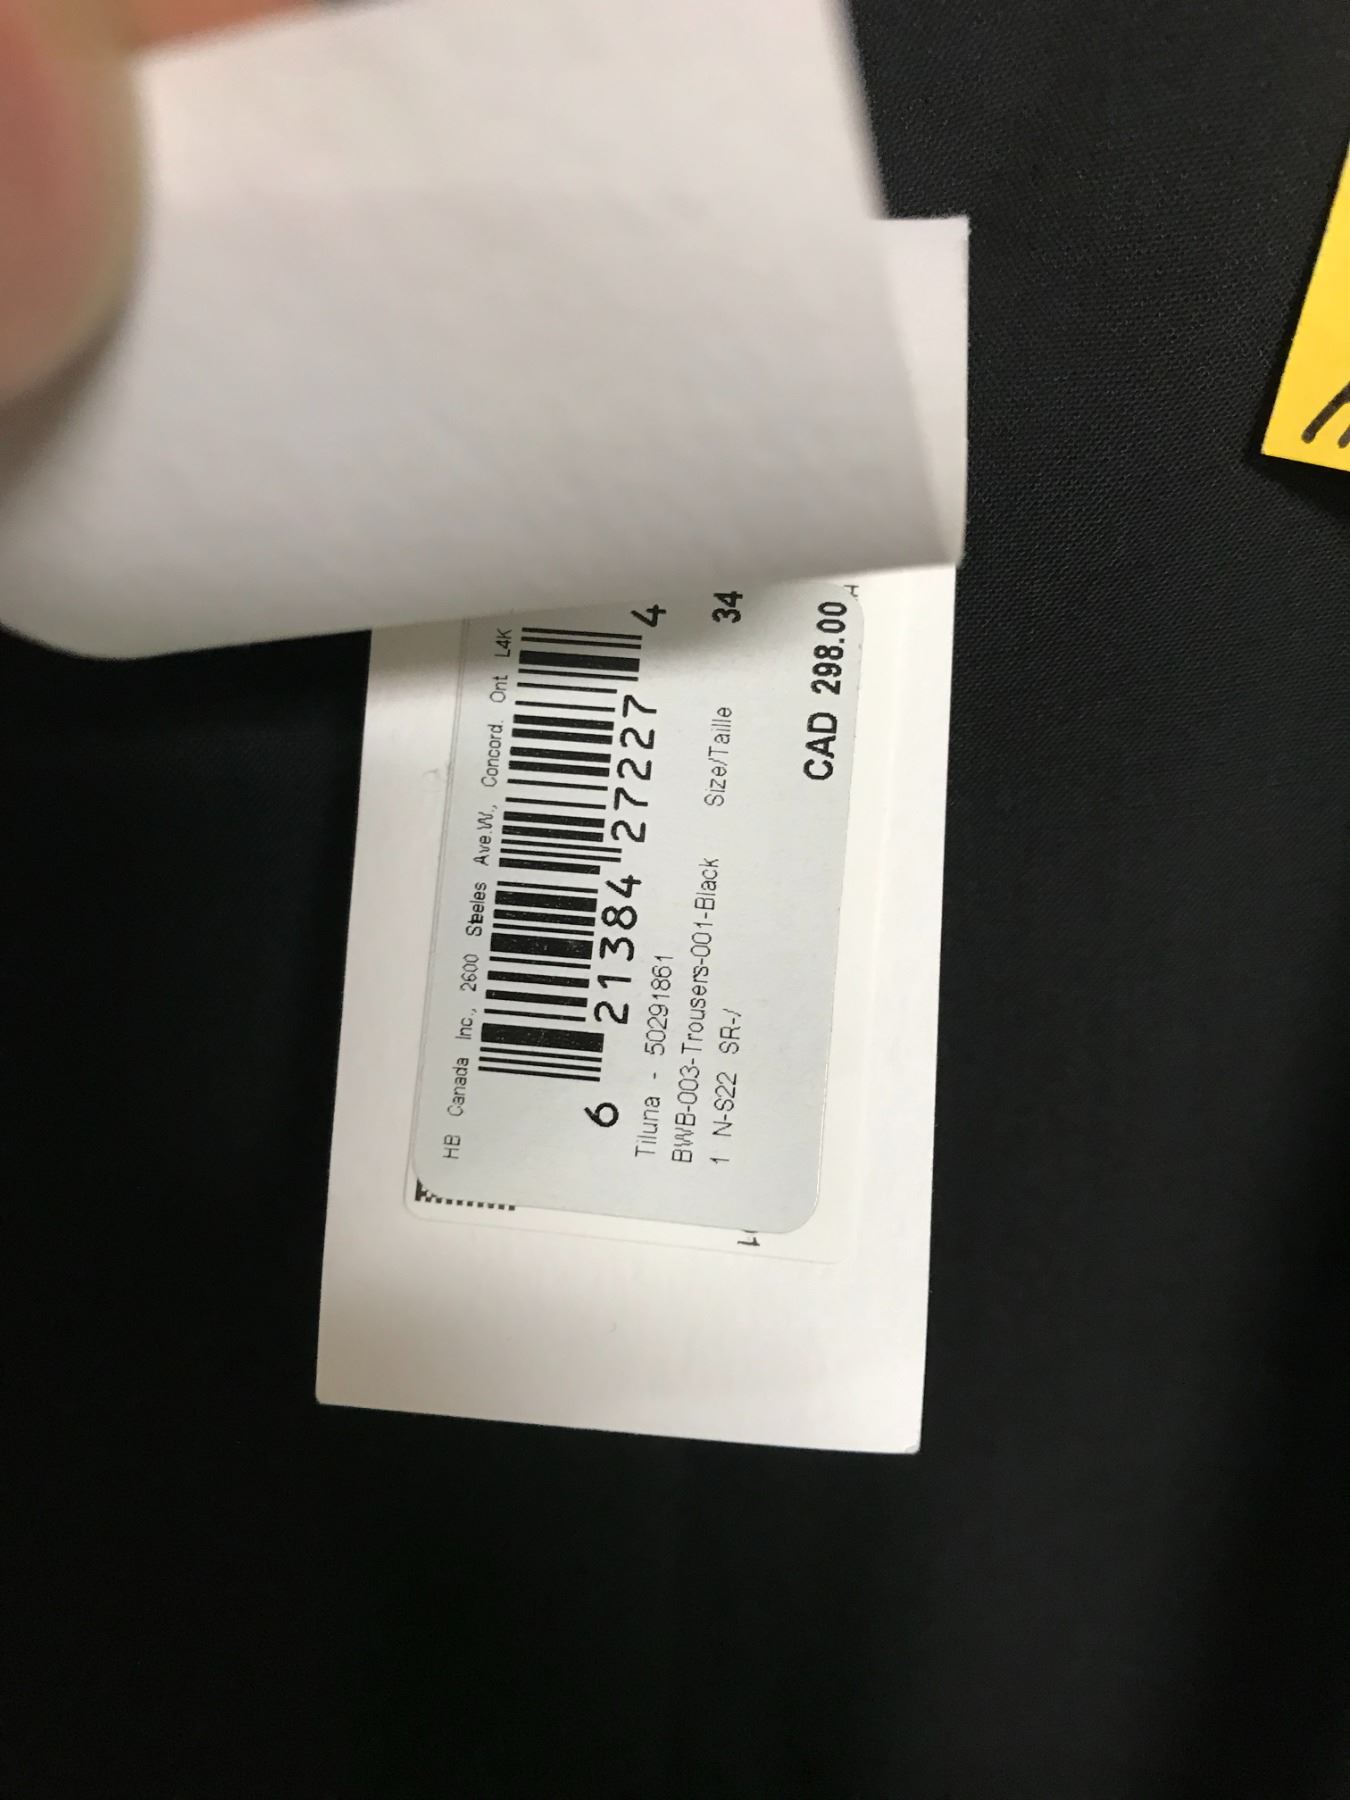 HB Canada Inc., 2600 Steeles Ave.W., Concord. Ont L4K
6 21384 27227 4
Tiluna - 50291861
BWB-003-Trousers-001-Black Size/Taille 34
1 N-S22 SR-/
CAD 298.00